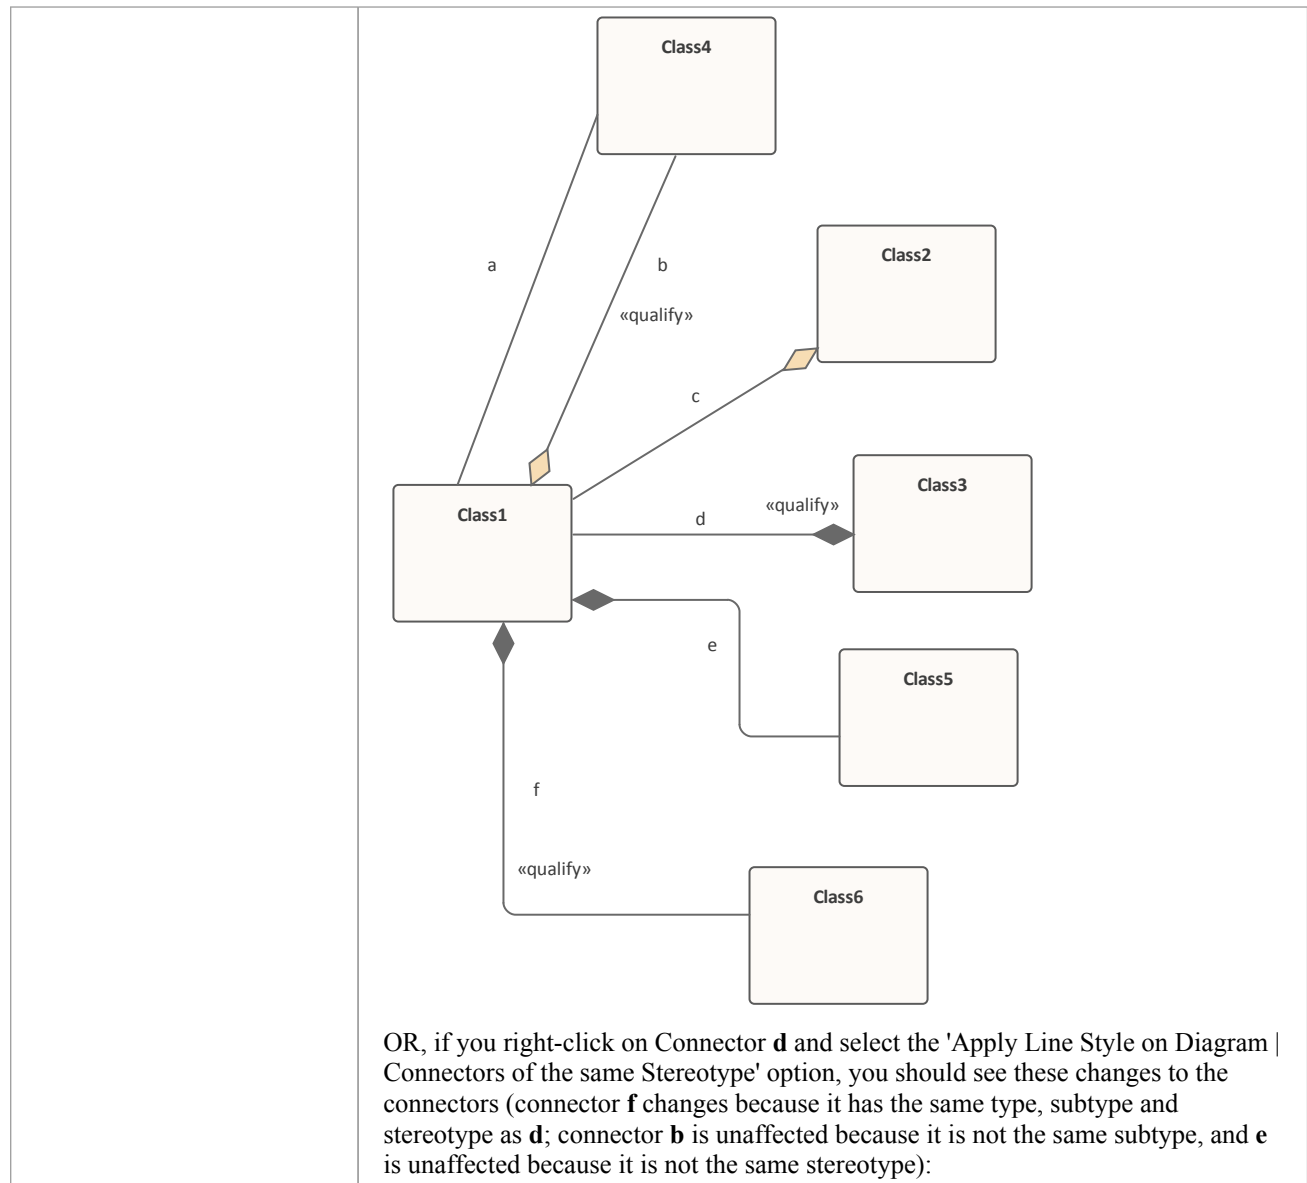 Class4
Class2
a
b
«qualify»
c
Class3
«qualify»
d
Class1
e
Class5
f
«qualify»
Class6
OR, if you right-click on Connector d and select the 'Apply Line Style on Diagram |
Connectors of the same Stereotype' option, you should see these changes to the
connectors (connector f changes because it has the same type, subtype and
stereotype as d; connector b is unaffected because it is not the same subtype, and e
is unaffected because it is not the same stereotype):